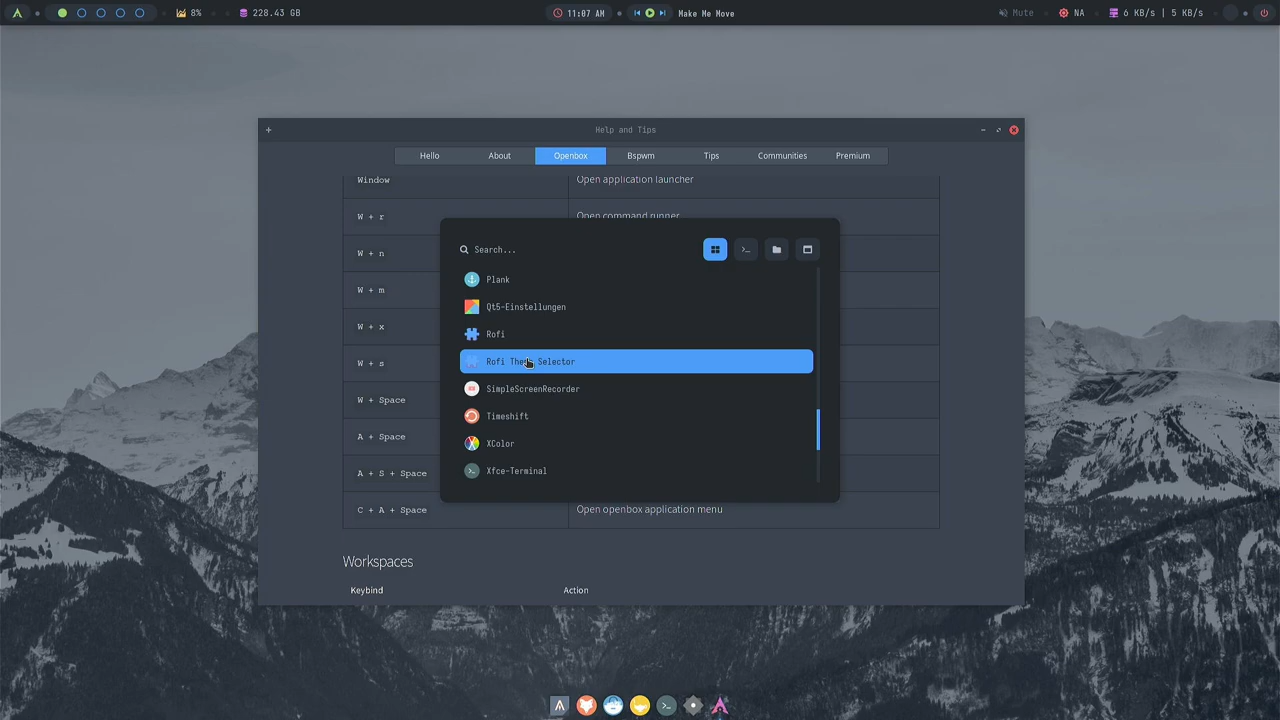 8%
228.43 GB
11:07 AM
Make Me Move
Mute
NA
6 KB/s | 5 KB/s
Help and Tips
Hello
About
Openbox
Bspwm
Tips
Communities
Premium
Window
Open application launcher
W + r
Open command runner
W + n
W + m
W + x
W + s
W + Space
A + Space
A + S + Space
C + A + Space
Open openbox application menu
Search...
Plank
Qt5-Einstellungen
Rofi
Rofi Theme Selector
SimpleScreenRecorder
Timeshift
XColor
Xfce-Terminal
Workspaces
Keybind
Action